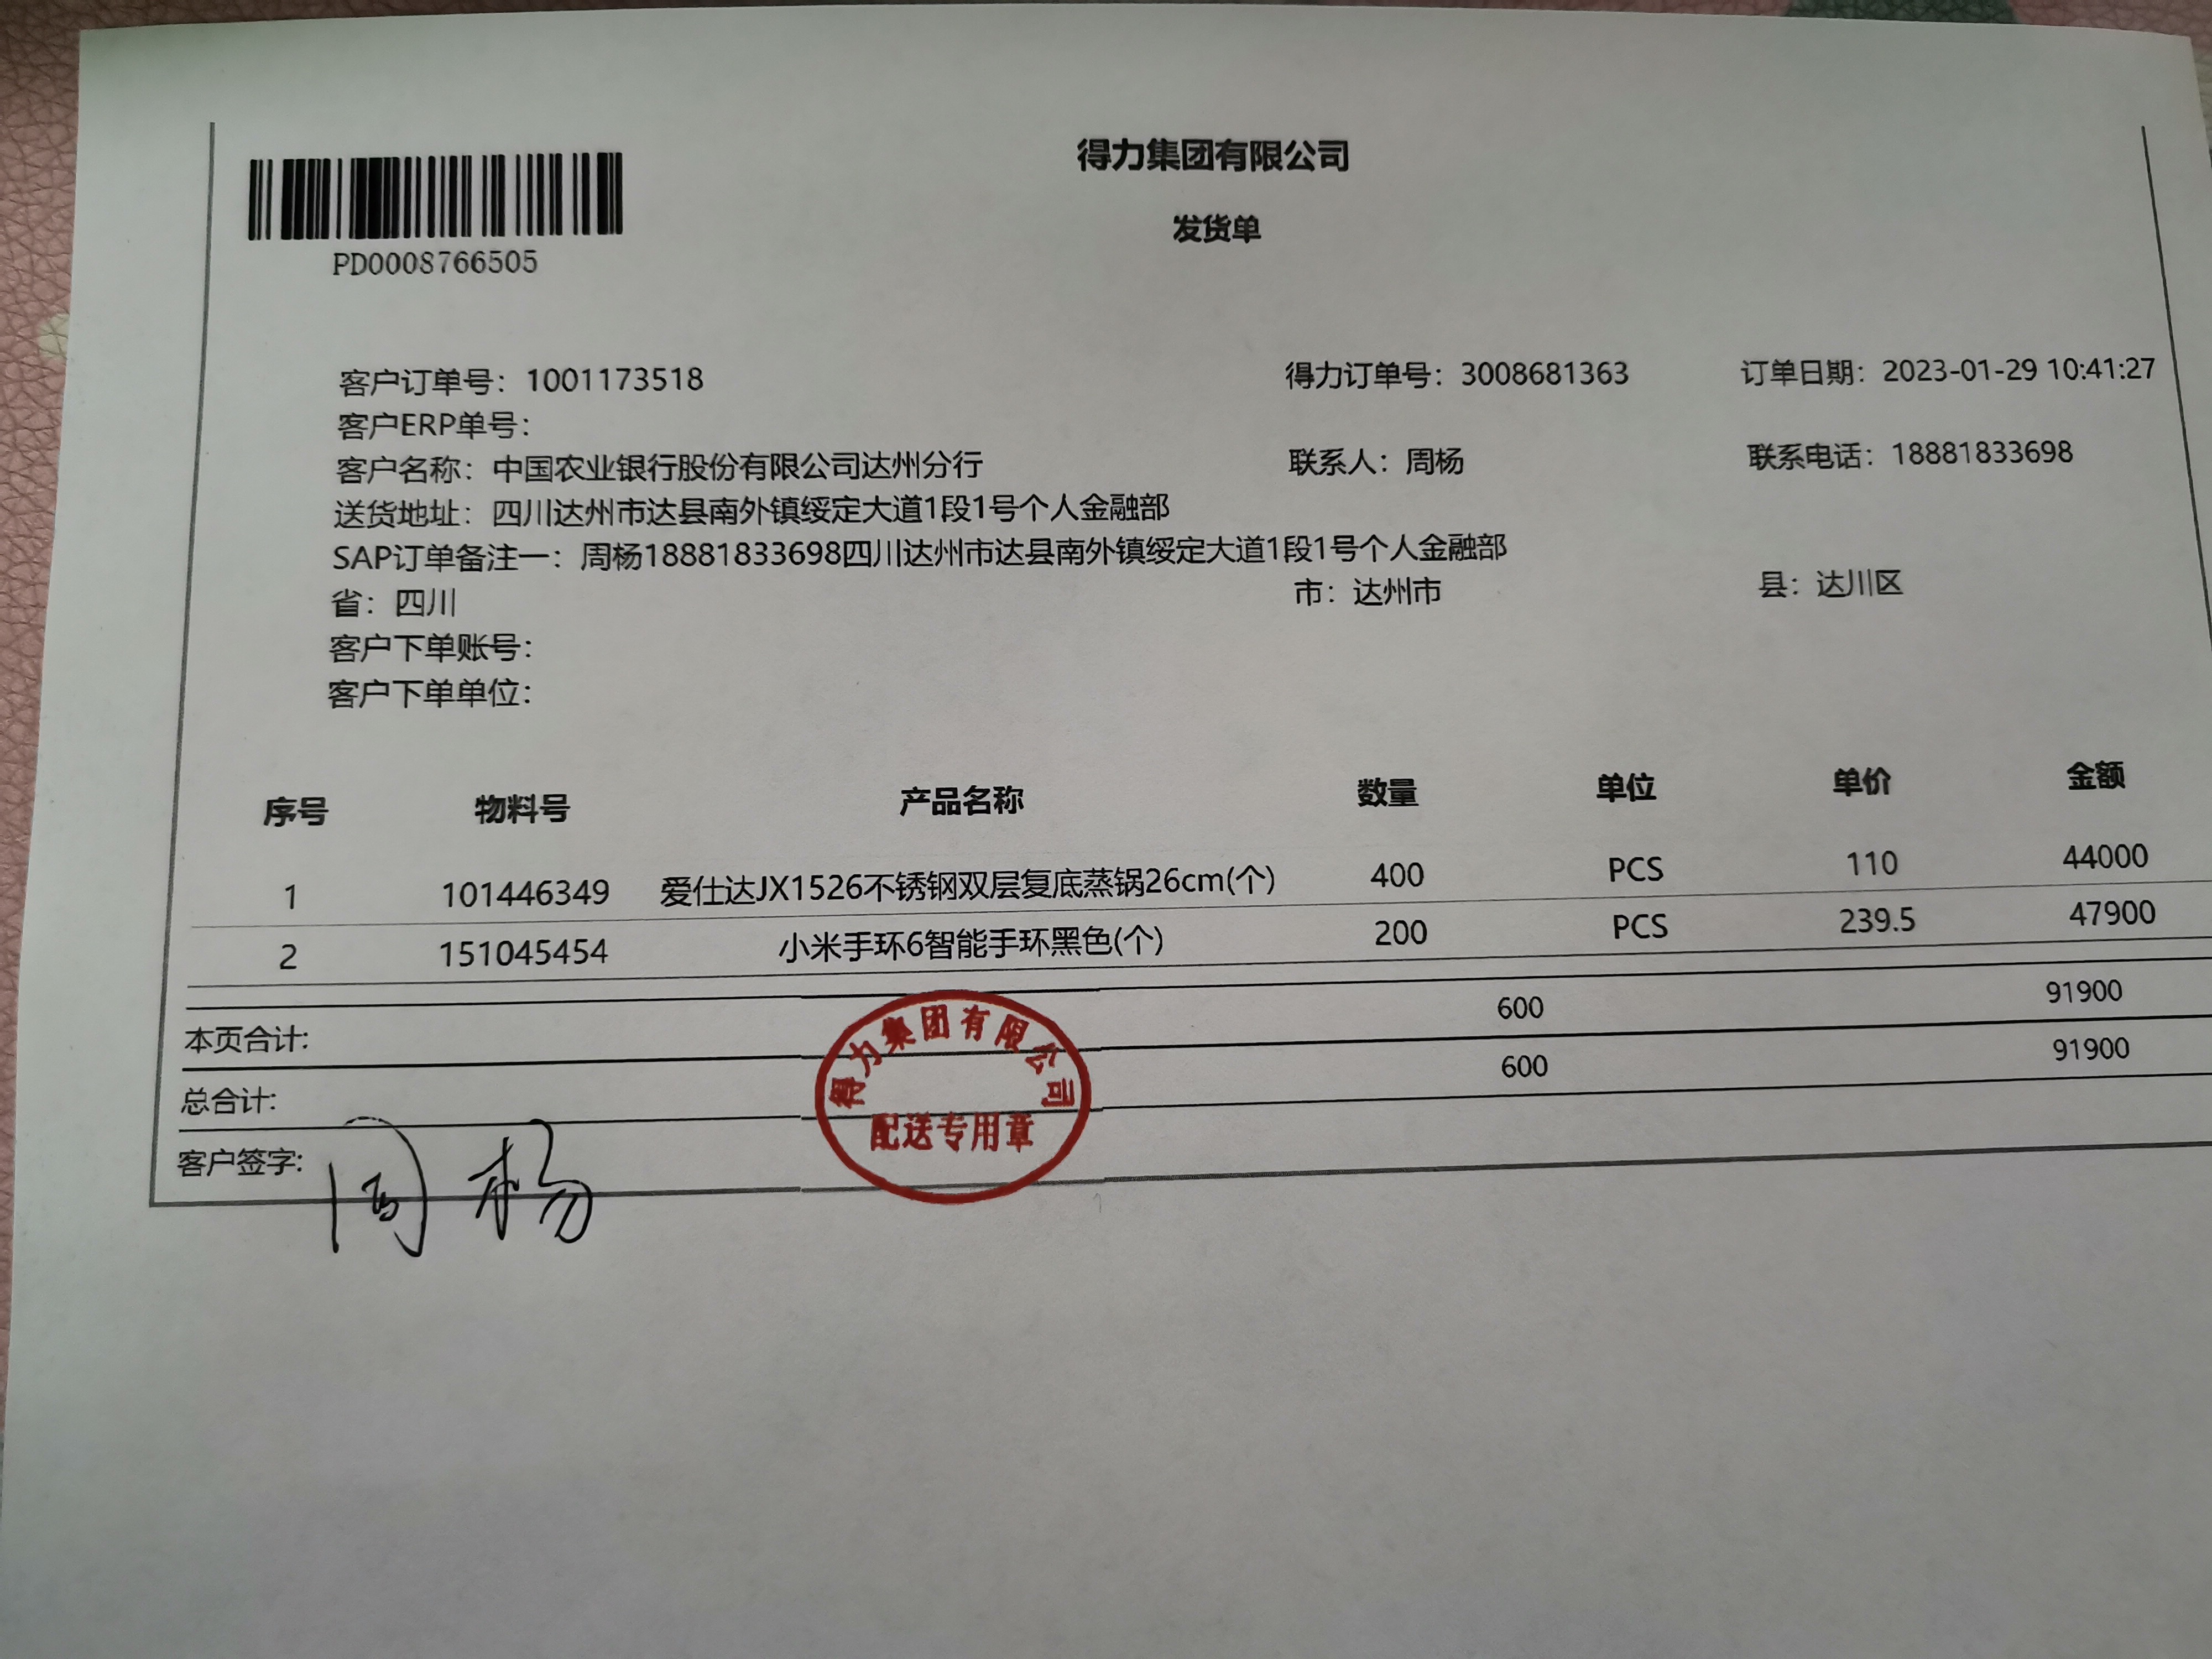 得力集团有限公司
发货单
PD0008766505
客户订单号：1001173518 得力订单号：3008681363 订单日期：2023-01-29 10:41:27
客户ERP单号：
客户名称：中国农业银行股份有限公司达州分行 联系人：周杨 联系电话：18881833698
送货地址：四川达州市达县南外镇绥定大道1段1号个人金融部
SAP订单备注一：周杨18881833698四川达州市达县南外镇绥定大道1段1号个人金融部
省：四川 市：达州市 县：达川区
客户下单账号：
客户下单单位：
序号 物料号 产品名称 数量 单位 单价 金额
1 101446349 爱仕达JX1526不锈钢双层复底蒸锅26cm(个) 400 PCS 110 44000
2 151045454 小米手环6智能手环黑色(个) 200 PCS 239.5 47900
本页合计: 600 91900
总合计: 600 91900
客户签字: 周杨
得力集团有限公司
配送专用章